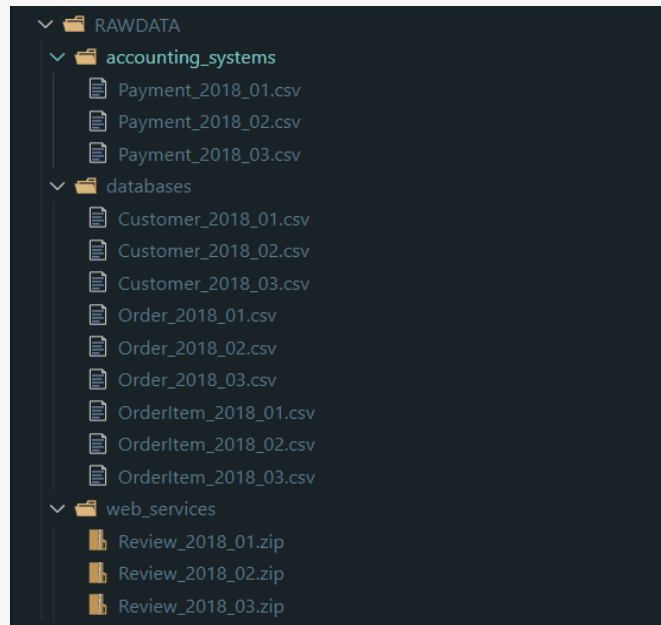 RAWDATA
accounting_systems
Payment_2018_01.csv
Payment_2018_02.csv
Payment_2018_03.csv
databases
Customer_2018_01.csv
Customer_2018_02.csv
Customer_2018_03.csv
Order_2018_01.csv
Order_2018_02.csv
Order_2018_03.csv
OrderItem_2018_01.csv
OrderItem_2018_02.csv
OrderItem_2018_03.csv
web_services
Review_2018_01.zip
Review_2018_02.zip
Review_2018_03.zip